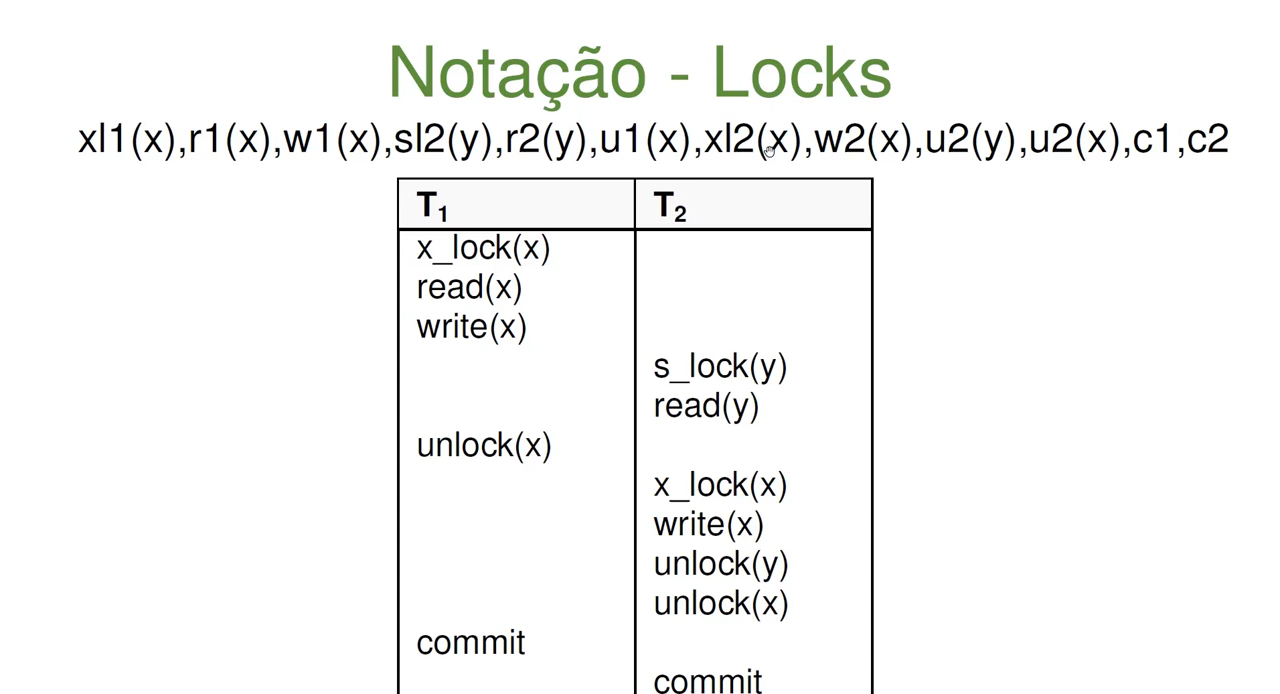 Notação - Locks
xl1(x),r1(x),w1(x),sl2(y),r2(y),u1(x),xl2(x),w2(x),u2(y),u2(x),c1,c2
T1 T2
x_lock(x)
read(x)
write(x)
s_lock(y)
read(y)
unlock(x)
x_lock(x)
write(x)
unlock(y)
unlock(x)
commit
commit